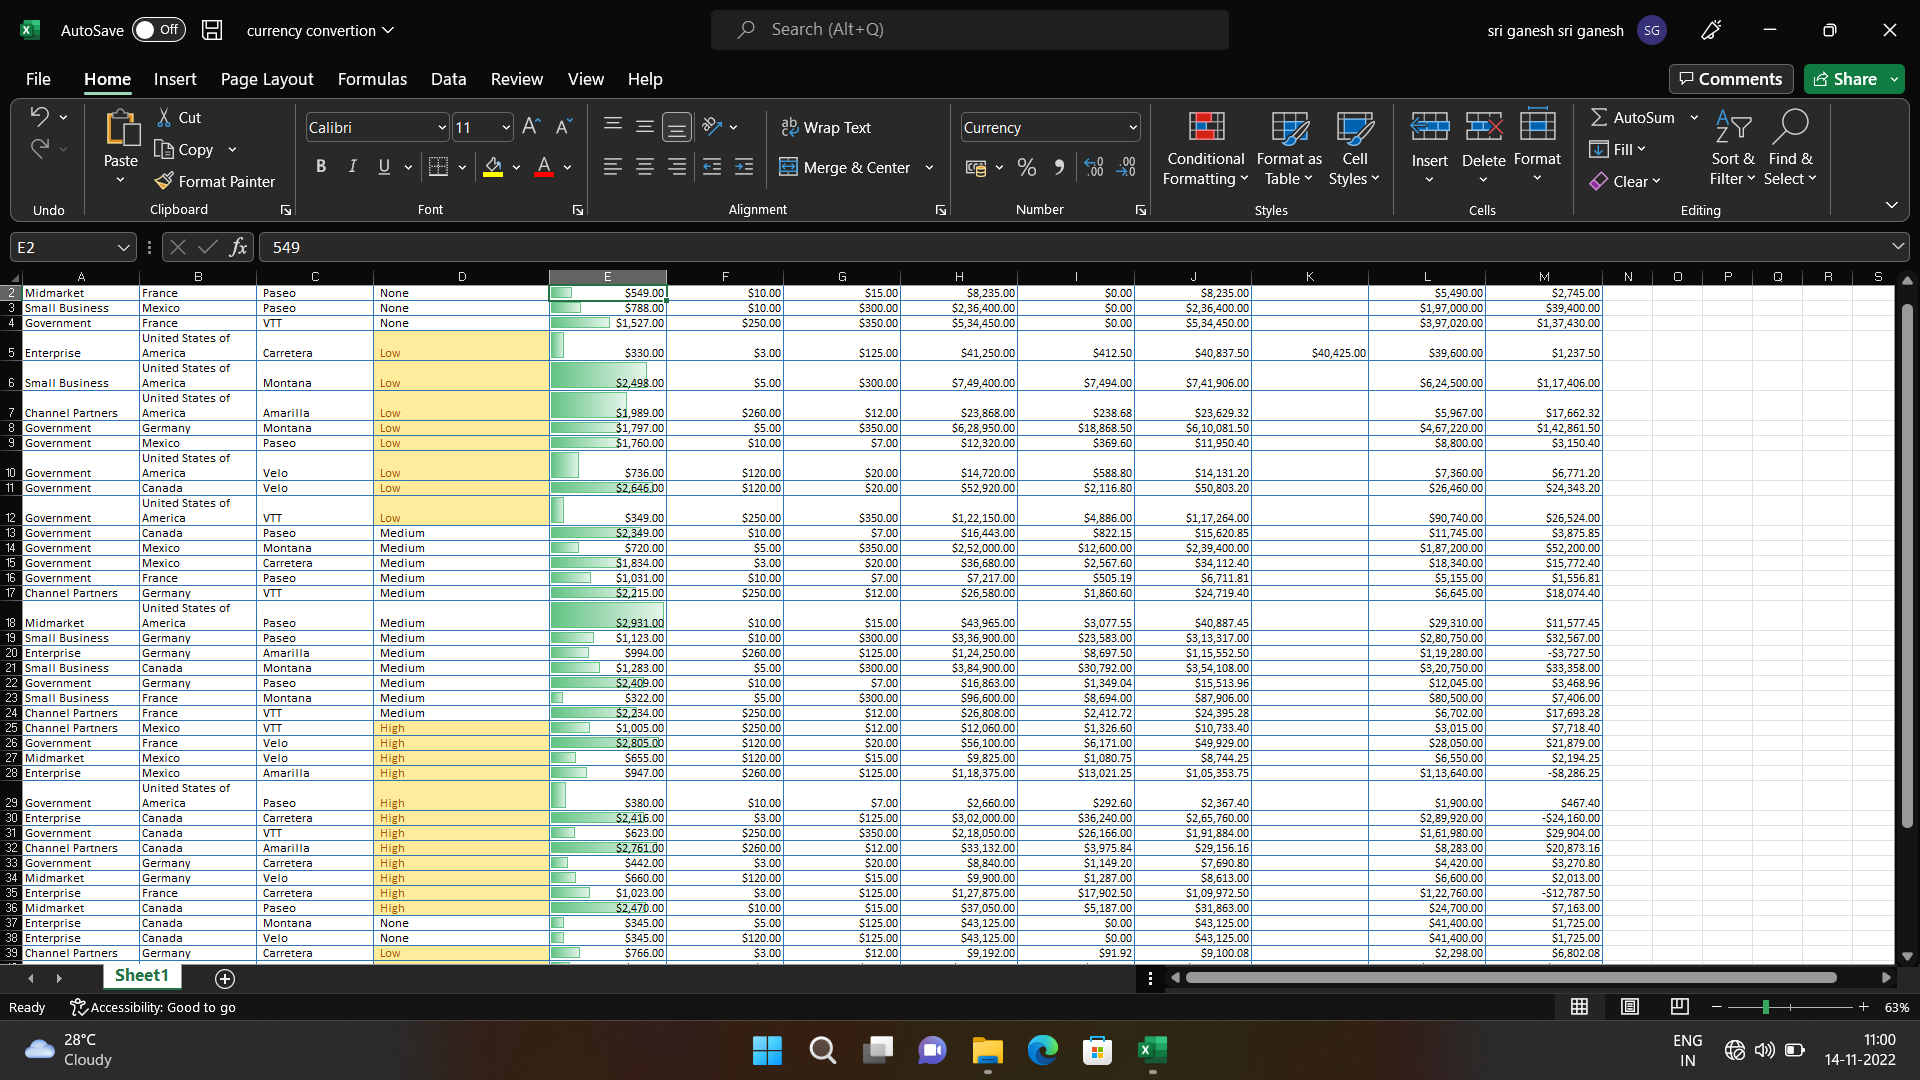 AutoSave Off currency convertion Search (Alt+Q) sri ganesh sri ganesh SG
File Home Insert Page Layout Formulas Data Review View Help Comments Share
Paste Cut Copy Format Painter Calibri 11 Wrap Text Merge & Center Currency Conditional Formatting Format as Table Cell Styles Insert Delete Format AutoSum Fill Clear Sort & Filter Find & Select
Undo Clipboard Font Alignment Number Styles Cells Editing
E2 fx 549
A B C D E F G H I J K L M N O P Q R S
2 Midmarket France Paseo None $549.00 $10.00 $15.00 $8,235.00 $0.00 $8,235.00 $5,490.00 $2,745.00
3 Small Business Mexico Paseo None $788.00 $10.00 $300.00 $2,36,400.00 $0.00 $2,36,400.00 $1,97,000.00 $39,400.00
4 Government France VTT None $1,527.00 $250.00 $350.00 $5,34,450.00 $0.00 $5,34,450.00 $3,97,020.00 $1,37,430.00
5 Enterprise United States of America Carretera Low $330.00 $3.00 $125.00 $41,250.00 $412.50 $40,837.50 $40,425.00 $39,600.00 $1,237.50
6 Small Business United States of America Montana Low $2,498.00 $5.00 $300.00 $7,49,400.00 $7,494.00 $7,41,906.00 $6,24,500.00 $1,17,406.00
7 Channel Partners United States of America Amarilla Low $1,989.00 $260.00 $12.00 $23,868.00 $238.68 $23,629.32 $5,967.00 $17,662.32
8 Government Germany Montana Low $1,797.00 $5.00 $350.00 $6,28,950.00 $18,868.50 $6,10,081.50 $4,67,220.00 $1,42,861.50
9 Government Mexico Paseo Low $1,760.00 $10.00 $7.00 $12,320.00 $369.60 $11,950.40 $8,800.00 $3,150.40
10 Government United States of America Velo Low $736.00 $120.00 $20.00 $14,720.00 $588.80 $14,131.20 $7,360.00 $6,771.20
11 Government Canada Velo Low $2,646.00 $120.00 $20.00 $52,920.00 $2,116.80 $50,803.20 $26,460.00 $24,343.20
12 Government United States of America VTT Low $349.00 $250.00 $350.00 $1,22,150.00 $4,886.00 $1,17,264.00 $90,740.00 $26,524.00
13 Government Canada Paseo Medium $2,349.00 $10.00 $7.00 $16,443.00 $822.15 $15,620.85 $11,745.00 $3,875.85
14 Government Mexico Montana Medium $720.00 $5.00 $350.00 $2,52,000.00 $12,600.00 $2,39,400.00 $1,87,200.00 $52,200.00
15 Government Mexico Carretera Medium $1,834.00 $3.00 $20.00 $36,680.00 $2,567.60 $34,112.40 $18,340.00 $15,772.40
16 Government France Paseo Medium $1,031.00 $10.00 $7.00 $7,217.00 $505.19 $6,711.81 $5,155.00 $1,556.81
17 Channel Partners Germany VTT Medium $2,215.00 $250.00 $12.00 $26,580.00 $1,860.60 $24,719.40 $6,645.00 $18,074.40
18 Midmarket United States of America Paseo Medium $2,931.00 $10.00 $15.00 $43,965.00 $3,077.55 $40,887.45 $29,310.00 $11,577.45
19 Small Business Germany Paseo Medium $1,123.00 $10.00 $300.00 $3,36,900.00 $23,583.00 $3,13,317.00 $2,80,750.00 $32,567.00
20 Enterprise Germany Amarilla Medium $994.00 $260.00 $125.00 $1,24,250.00 $8,697.50 $1,15,552.50 $1,19,280.00 -$3,727.50
21 Small Business Canada Montana Medium $1,283.00 $5.00 $300.00 $3,84,900.00 $30,792.00 $3,54,108.00 $3,20,750.00 $33,358.00
22 Government Germany Paseo Medium $2,409.00 $10.00 $7.00 $16,863.00 $1,349.04 $15,513.96 $12,045.00 $3,468.96
23 Small Business France Montana Medium $322.00 $5.00 $300.00 $96,600.00 $8,694.00 $87,906.00 $80,500.00 $7,406.00
24 Channel Partners France VTT Medium $2,234.00 $250.00 $12.00 $26,808.00 $2,412.72 $24,395.28 $6,702.00 $17,693.28
25 Channel Partners Mexico VTT High $1,005.00 $250.00 $12.00 $12,060.00 $1,326.60 $10,733.40 $3,015.00 $7,718.40
26 Government France Velo High $2,805.00 $120.00 $20.00 $56,100.00 $6,171.00 $49,929.00 $28,050.00 $21,879.00
27 Midmarket Mexico Velo High $655.00 $120.00 $15.00 $9,825.00 $1,080.75 $8,744.25 $6,550.00 $2,194.25
28 Enterprise Mexico Amarilla High $947.00 $260.00 $125.00 $1,18,375.00 $13,021.25 $1,05,353.75 $1,13,640.00 -$8,286.25
29 Government United States of America Paseo High $380.00 $10.00 $7.00 $2,660.00 $292.60 $2,367.40 $1,900.00 $467.40
30 Enterprise Canada Carretera High $2,416.00 $3.00 $125.00 $3,02,000.00 $36,240.00 $2,65,760.00 $2,89,920.00 -$24,160.00
31 Government Canada VTT High $623.00 $250.00 $350.00 $2,18,050.00 $26,166.00 $1,91,884.00 $1,61,980.00 $29,904.00
32 Channel Partners Canada Amarilla High $2,761.00 $260.00 $12.00 $33,132.00 $3,975.84 $29,156.16 $8,283.00 $20,873.16
33 Government Germany Carretera High $442.00 $3.00 $20.00 $8,840.00 $1,149.20 $7,690.80 $4,420.00 $3,270.80
34 Midmarket Germany Velo High $660.00 $120.00 $15.00 $9,900.00 $1,287.00 $8,613.00 $6,600.00 $2,013.00
35 Enterprise France Carretera High $1,023.00 $3.00 $125.00 $1,27,875.00 $17,902.50 $1,09,972.50 $1,22,760.00 -$12,787.50
36 Midmarket Canada Paseo High $2,470.00 $10.00 $15.00 $37,050.00 $5,187.00 $31,863.00 $24,700.00 $7,163.00
37 Enterprise Canada Montana None $345.00 $5.00 $125.00 $43,125.00 $0.00 $43,125.00 $41,400.00 $1,725.00
38 Enterprise Canada Velo None $345.00 $120.00 $125.00 $43,125.00 $0.00 $43,125.00 $41,400.00 $1,725.00
39 Channel Partners Germany Carretera Low $766.00 $3.00 $12.00 $9,192.00 $91.92 $9,100.08 $2,298.00 $6,802.08
Sheet1
Ready Accessibility: Good to go 63%
28°C Cloudy ENG IN 11:00 14-11-2022